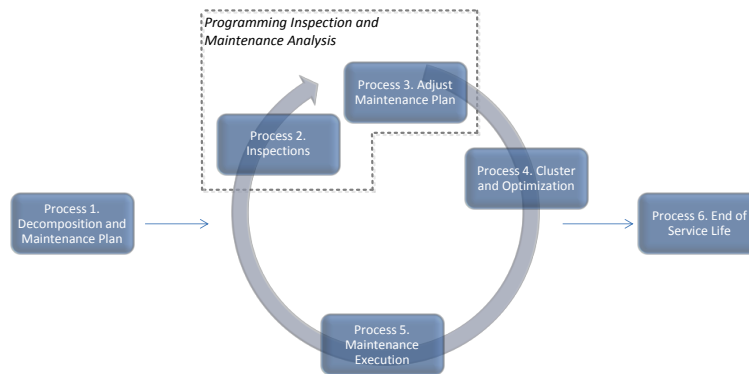 Programming Inspection and
Maintenance Analysis
Process 3. Adjust
Maintenance Plan
Process 2.
Inspections
Process 4. Cluster
and Optimization
Process 1.
Decomposition and
Maintenance Plan
Process 6. End of
Service Life
Process 5.
Maintenance
Execution